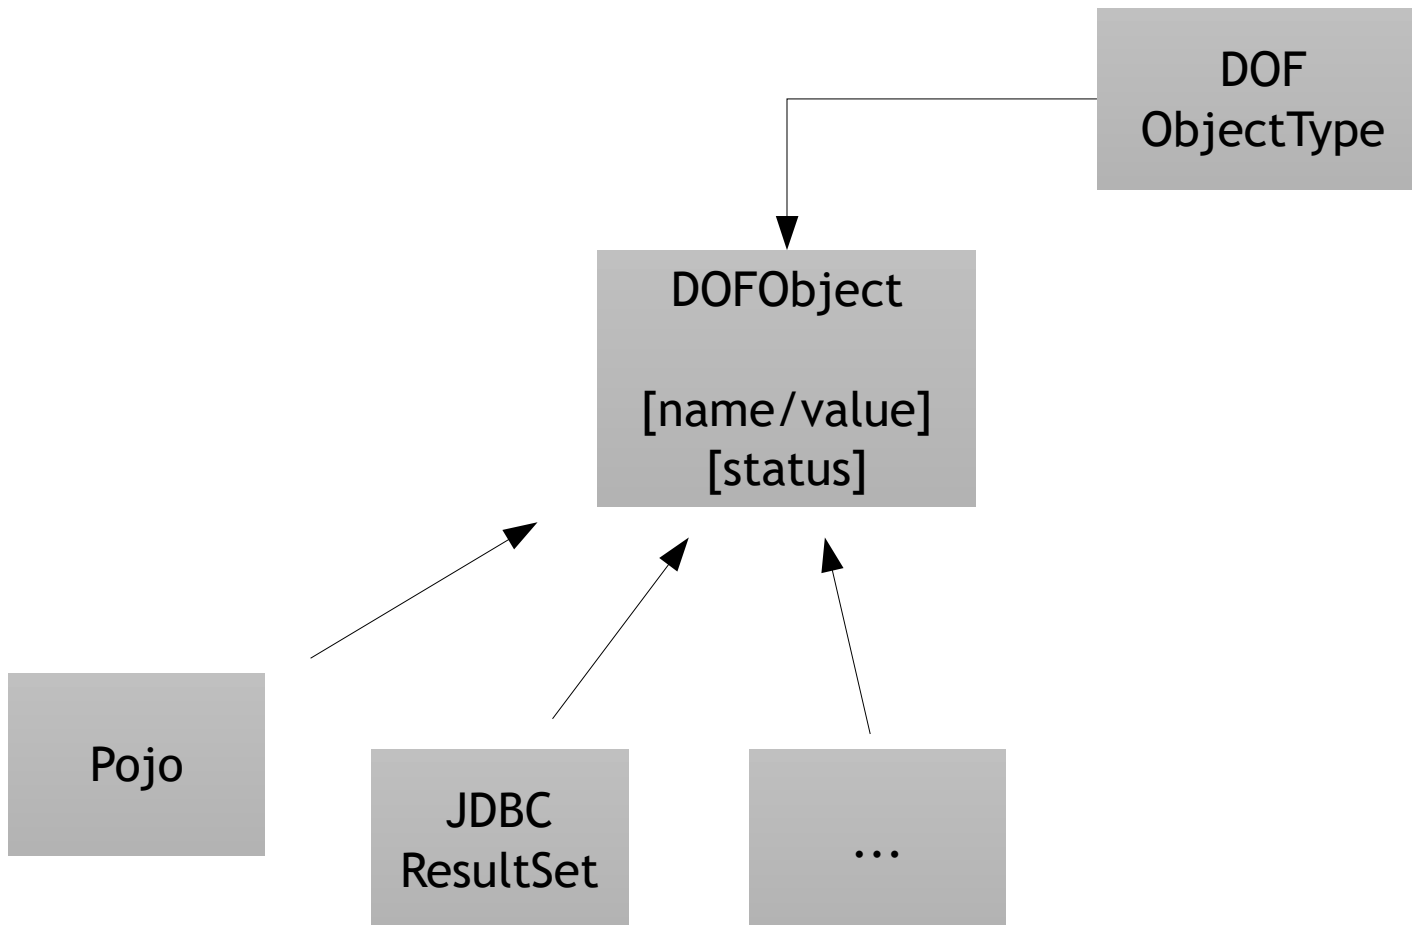 DOF
ObjectType
DOFObject
[name/value]
[status]
Pojo
JDBC
ResultSet
...